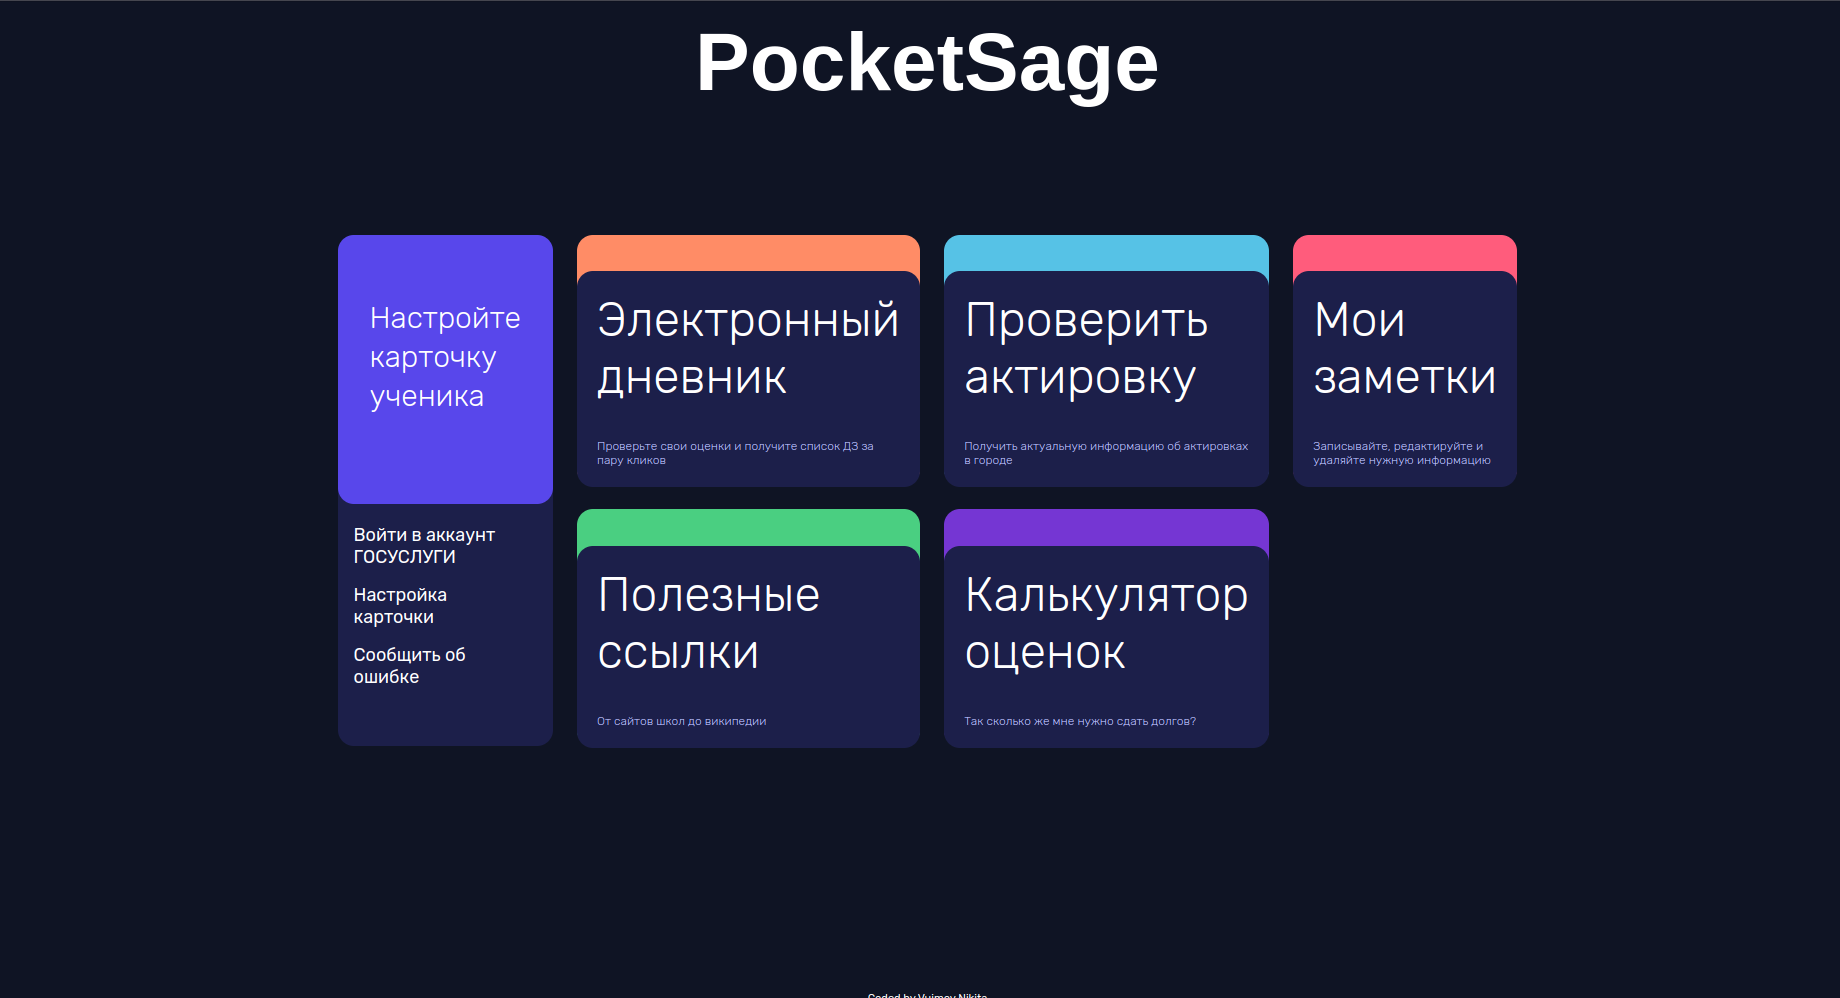 PocketSage
Настройте
карточку
ученика
Войти в аккаунт
ГОСУСЛУГИ
Настройка
карточки
Сообщить об
ошибке
Электронный
дневник
Проверьте свои оценки и получите список ДЗ за
пару кликов
Проверить
актировку
Получить актуальную информацию об актировках
в городе
Мои
заметки
Записывайте, редактируйте и
удаляйте нужную информацию
Полезные
ссылки
От сайтов школ до википедии
Калькулятор
оценок
Так сколько же мне нужно сдать долгов?
Coded by Nikita